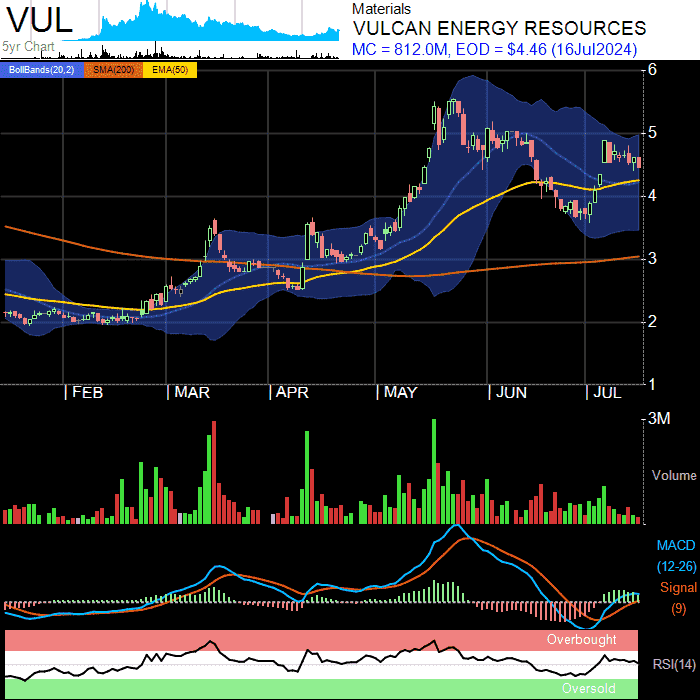 VUL
5yr Chart
Materials
VULCAN ENERGY RESOURCES
MC = 812.0M, EOD = $4.46 (16Jul2024)
BollBands(20,2) SMA(200) EMA(50)
6
5
4
3
2
1
| FEB | MAR | APR | MAY | JUN | JUL
3M
Volume
MACD
(12-26)
Signal
(9)
Overbought
RSI(14)
Oversold